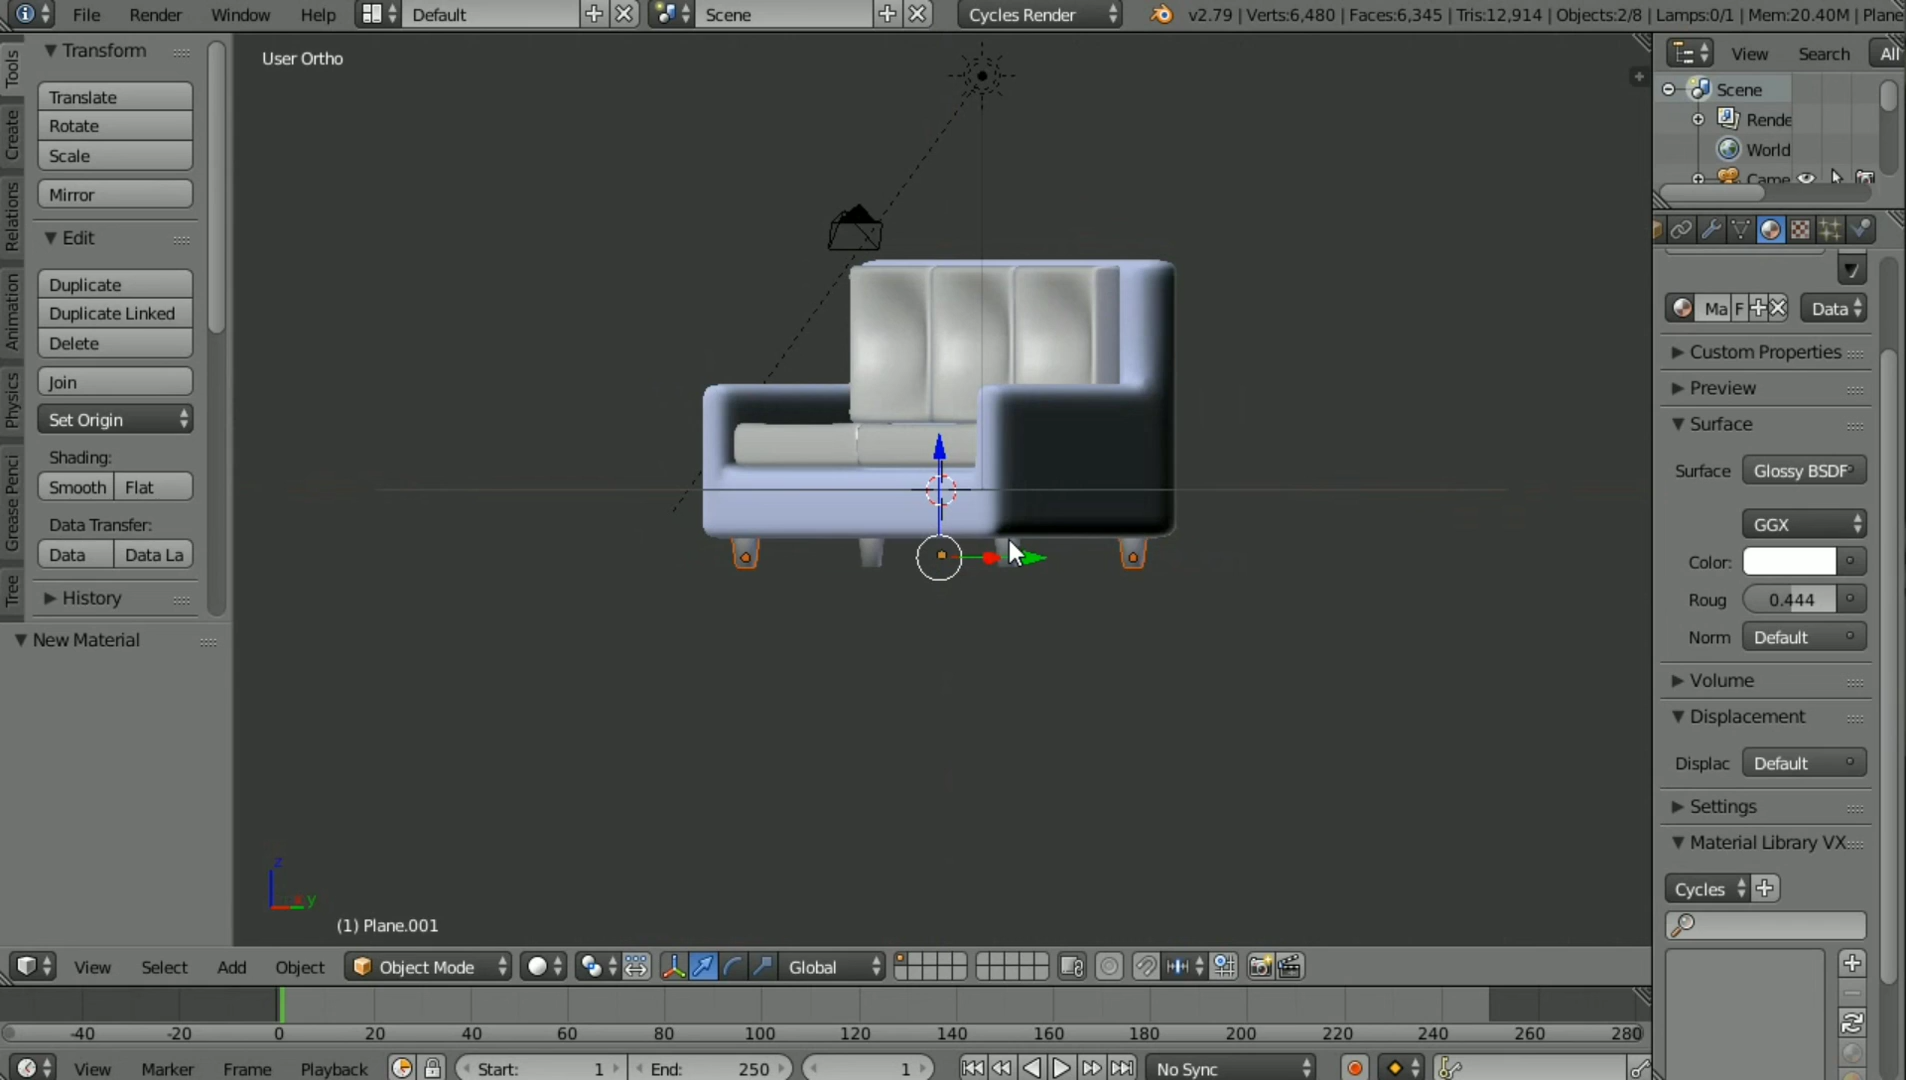 File Render Window Help Default Scene Cycles Render v2.79 | Verts:6,480 | Faces:6,345 | Tris:12,914 | Objects:2/8 | Lamps:0/1 | Mem:20.40M | Plane
Tools
Create
Relations
Animation
Physics
Grease Penci
Tree
Transform
Translate
Rotate
Scale
Mirror
Edit
Duplicate
Duplicate Linked
Delete
Join
Set Origin
Shading:
Smooth Flat
Data Transfer:
Data Data La
History
New Material
User Ortho
z
y
(1) Plane.001
View Search All
Scene
Rende
World
Came
Ma F Data
Custom Properties
Preview
Surface
Surface Glossy BSDF
GGX
Color:
Roug 0.444
Norm Default
Volume
Displacement
Displac Default
Settings
Material Library VX
Cycles
View Select Add Object Object Mode Global
-40 -20 0 20 40 60 80 100 120 140 160 180 200 220 240 260 280
View Marker Frame Playback Start: 1 End: 250 1 No Sync